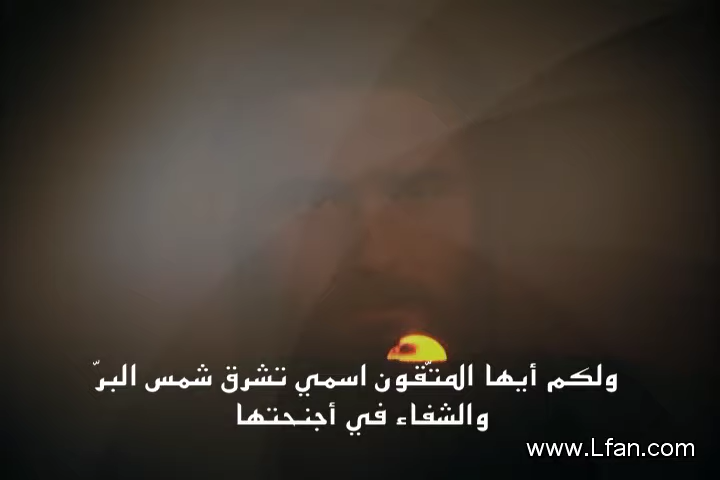 ولكم أيها المتّقون اسمي تشرق شمس البرّ
والشفاء في أجنحتها
www.Lfan.com